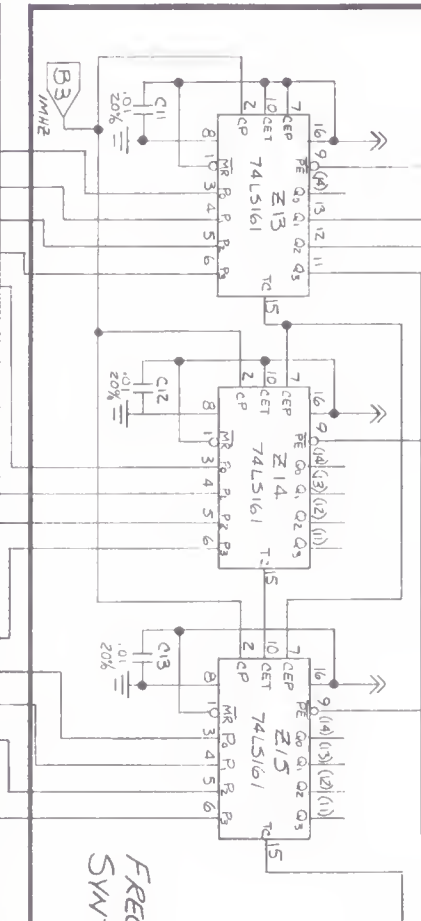 B3
1MHZ
C11
.01
20%
2 10 7 16
CP CET CEP
8
Z13
74LS161
TC 15
1 3 4 5 6
MR P0 P1 P2 P3
9 (14) 13 12 11
PE Q0 Q1 Q2 Q3
C12
.01
20%
2 10 7 16
CP CET CEP
8
Z14
74LS161
TC 15
1 3 4 5 6
MR P0 P1 P2 P3
9 (14) (13) (12) (11)
PE Q0 Q1 Q2 Q3
C13
.01
20%
2 10 7 16
CP CET CEP
8
Z15
74LS161
TC 15
1 3 4 5 6
MR P0 P1 P2 P3
9 (14) (13) (12) (11)
PE Q0 Q1 Q2 Q3